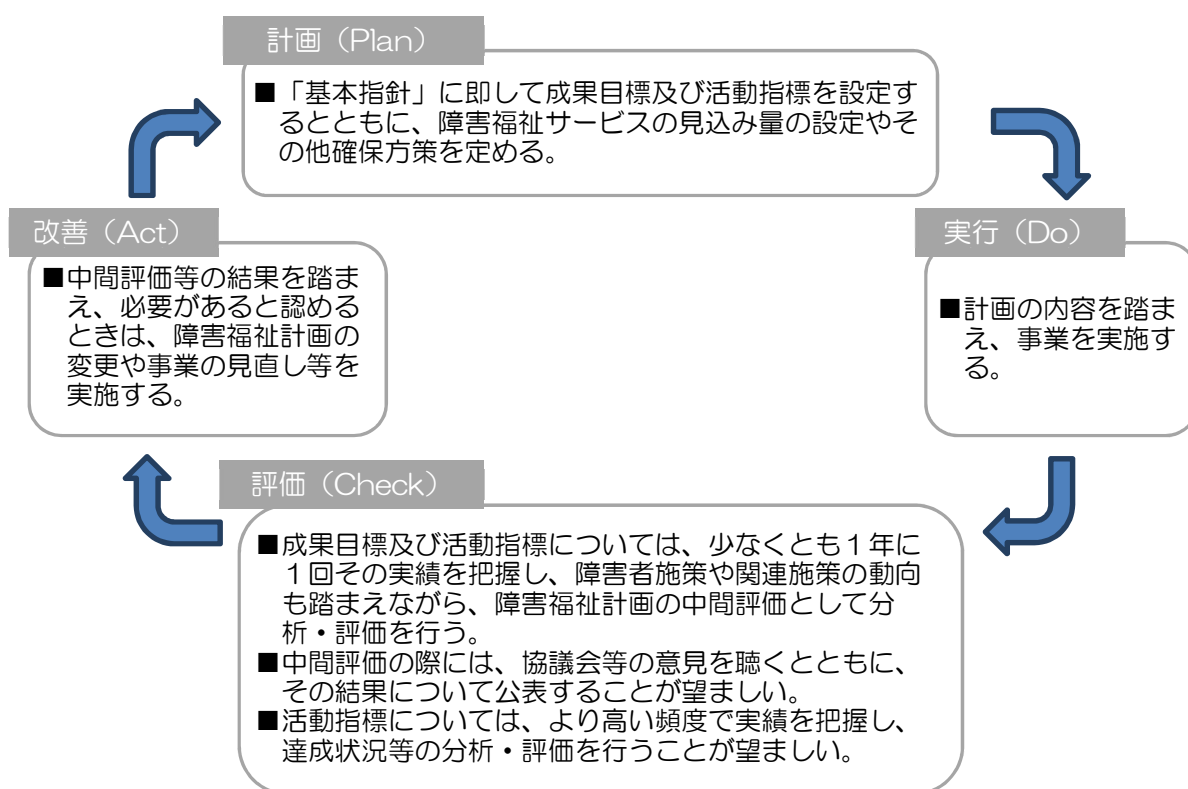 計画（Plan）
■「基本指針」に即して成果目標及び活動指標を設定す
るとともに、障害福祉サービスの見込み量の設定やそ
の他確保方策を定める。
改善（Act）
■中間評価等の結果を踏ま
え、必要があると認める
ときは、障害福祉計画の
変更や事業の見直し等を
実施する。
実行（Do）
■計画の内容を踏ま
え、事業を実施す
る。
評価（Check）
■成果目標及び活動指標については、少なくとも１年に
１回その実績を把握し、障害者施策や関連施策の動向
も踏まえながら、障害福祉計画の中間評価として分
析・評価を行う。
■中間評価の際には、協議会等の意見を聴くとともに、
その結果について公表することが望ましい。
■活動指標については、より高い頻度で実績を把握し、
達成状況等の分析・評価を行うことが望ましい。